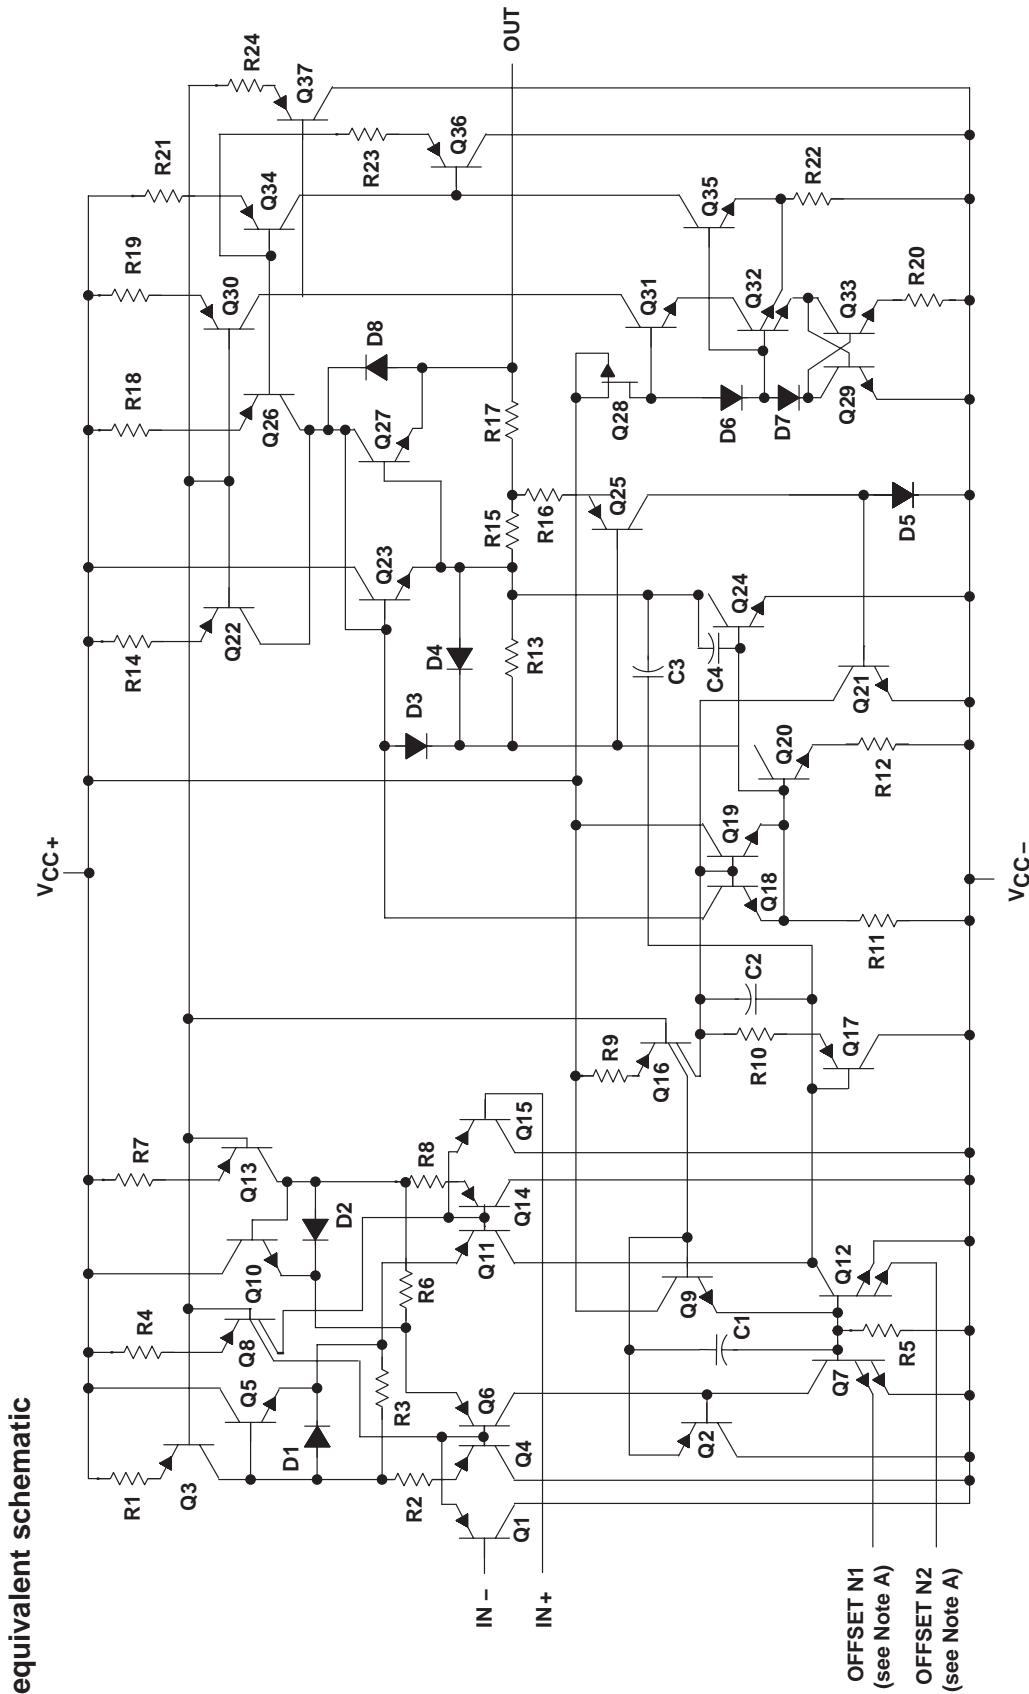 equivalent schematic
VCC+
R1
R4
R7
R14
R18
R19
R21
R24
Q3
Q5
Q8
Q10
Q13
Q22
Q26
Q30
Q34
Q37
D1
D2
D3
D4
Q23
Q27
D8
R23
Q36
R2
R3
R6
R8
R13
R15
R17
OUT
IN −
IN+
Q1
Q4
Q6
Q11
Q14
Q15
R9
Q16
R16
Q25
Q28
Q31
Q35
Q2
C1
Q9
R10
C2
Q18
Q19
C3
C4
Q24
D6
D7
Q32
R22
Q7
R5
Q12
Q17
R11
Q20
R12
Q21
D5
Q29
Q33
R20
OFFSET N1
(see Note A)
OFFSET N2
(see Note A)
VCC−